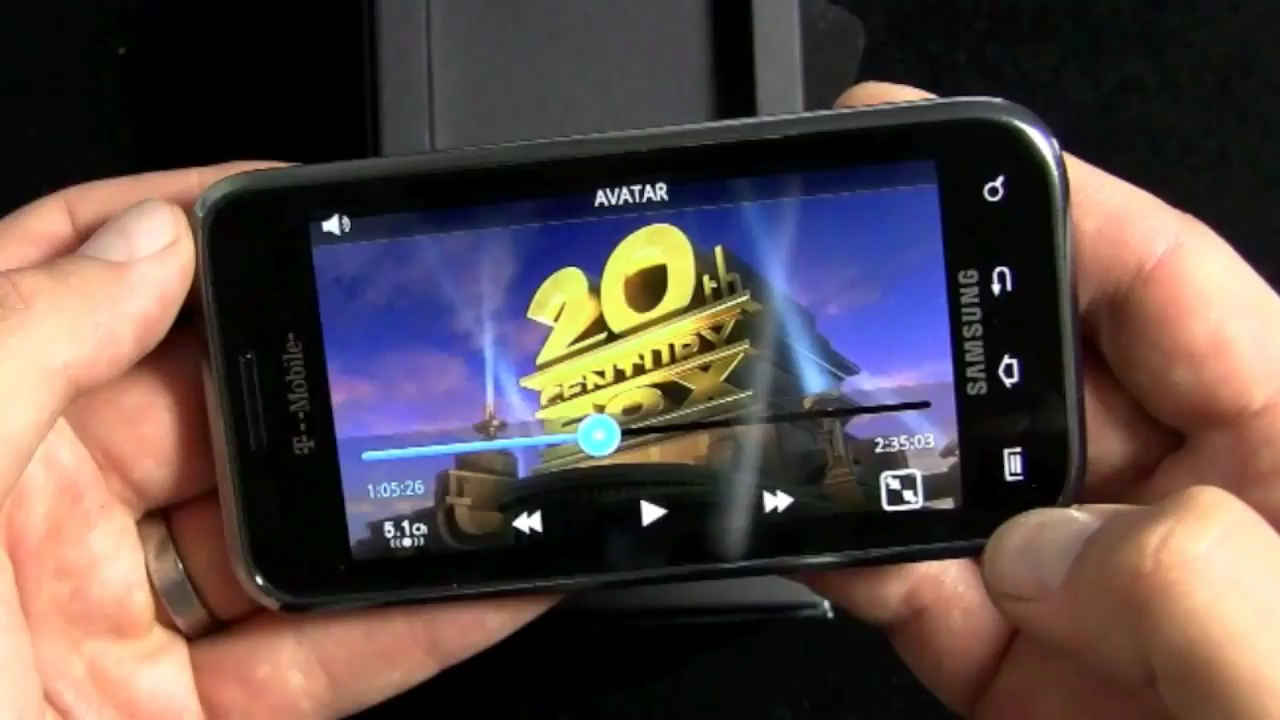 AVATAR
20th
CENTURY
FOX
1:05:26
2:35:03
5.1ch
T··Mobile·
SAMSUNG